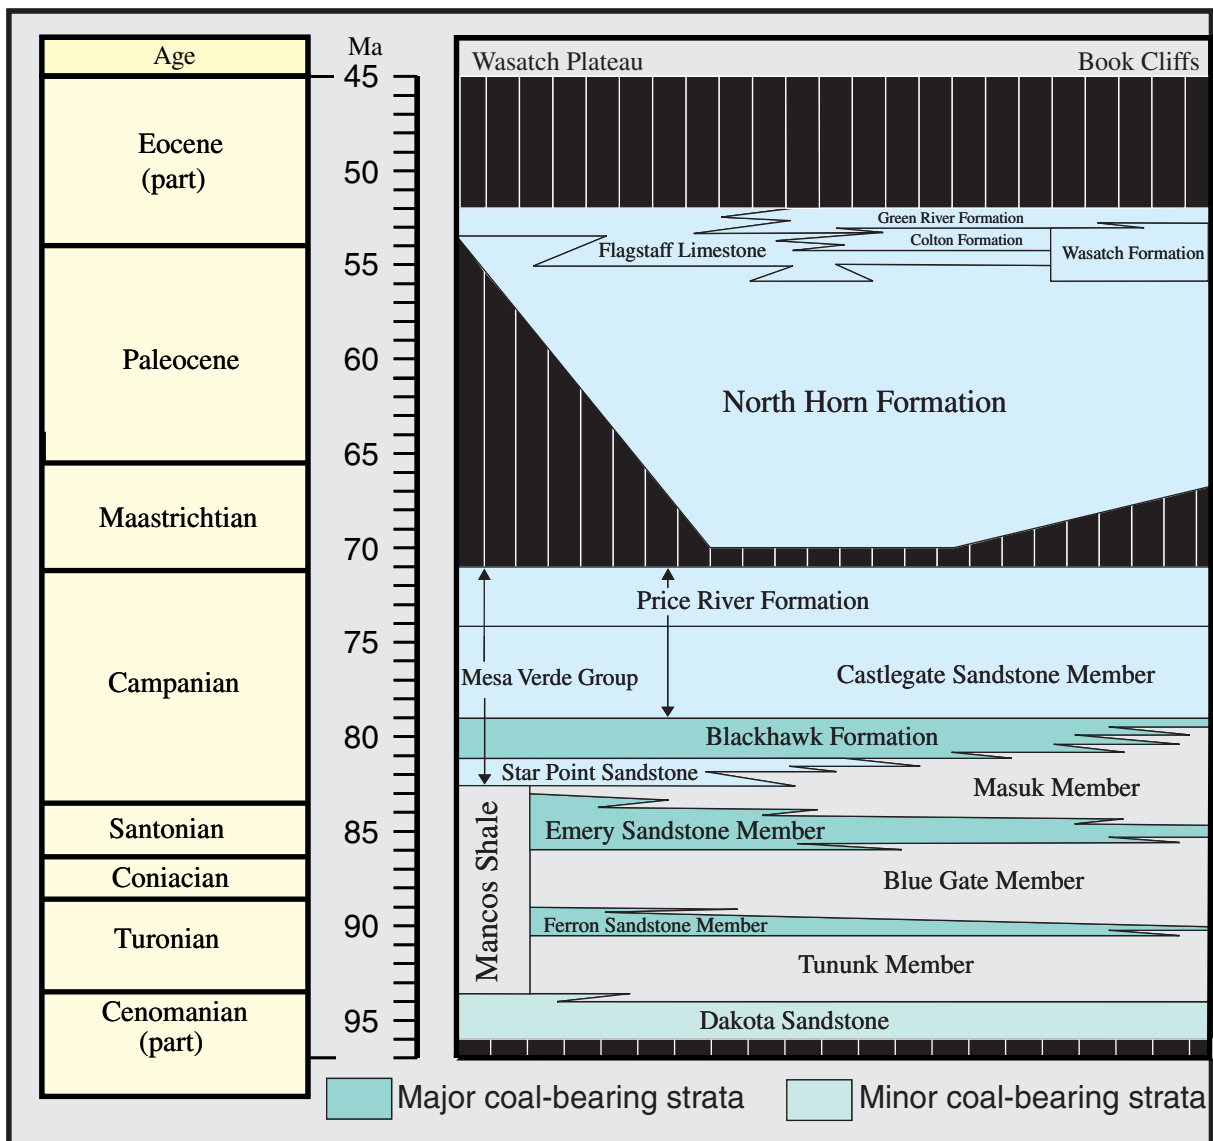 Age
Ma
Wasatch Plateau
Book Cliffs
45
Eocene
(part)
50
Green River Formation
Colton Formation
Flagstaff Limestone
Wasatch Formation
55
Paleocene
60
North Horn Formation
65
Maastrichtian
70
Price River Formation
75
Campanian
Mesa Verde Group
Castlegate Sandstone Member
80
Blackhawk Formation
Star Point Sandstone
Masuk Member
Santonian
85
Emery Sandstone Member
Mancos Shale
Coniacian
Blue Gate Member
90
Ferron Sandstone Member
Turonian
Tununk Member
Cenomanian
(part)
95
Dakota Sandstone
Major coal-bearing strata
Minor coal-bearing strata